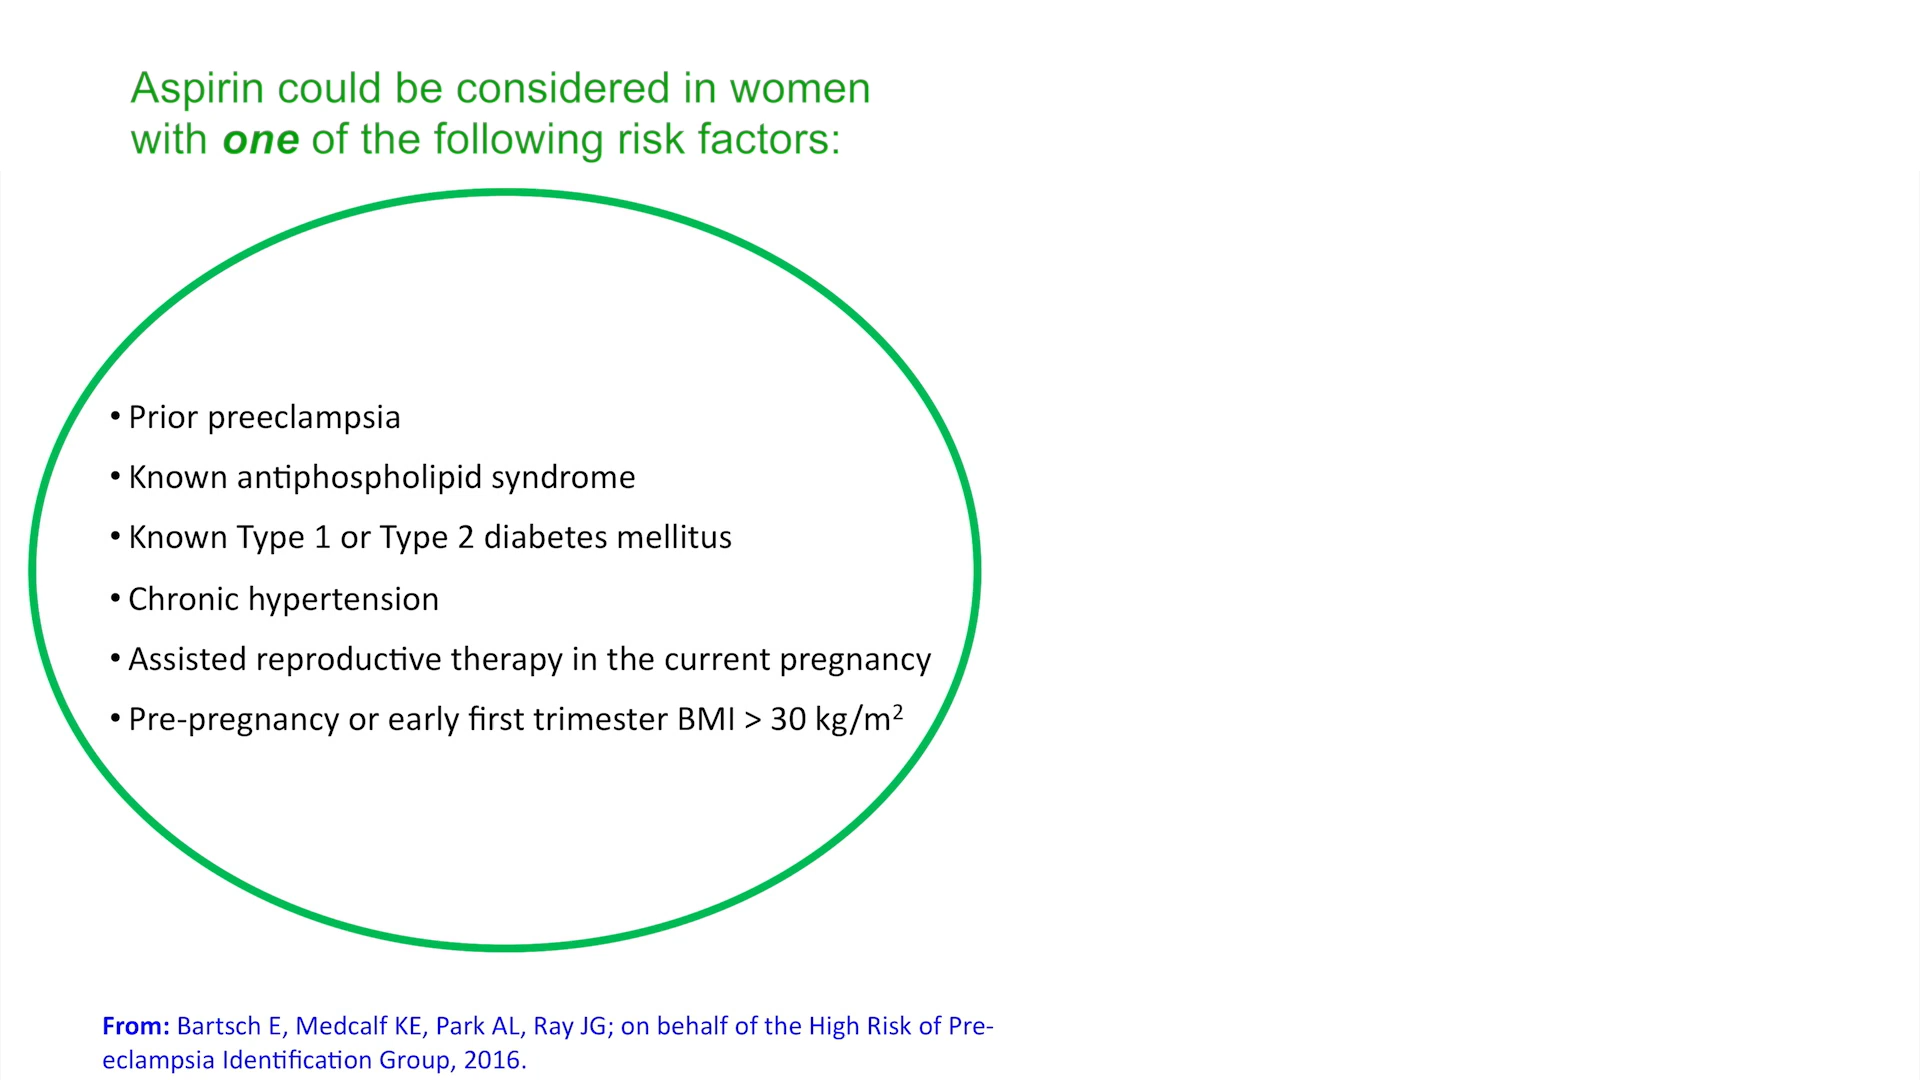 Aspirin could be considered in women
with one of the following risk factors:
• Prior preeclampsia
• Known antiphospholipid syndrome
• Known Type 1 or Type 2 diabetes mellitus
• Chronic hypertension
• Assisted reproductive therapy in the current pregnancy
• Pre-pregnancy or early first trimester BMI > 30 kg/m²
From: Bartsch E, Medcalf KE, Park AL, Ray JG; on behalf of the High Risk of Pre-
eclampsia Identification Group, 2016.